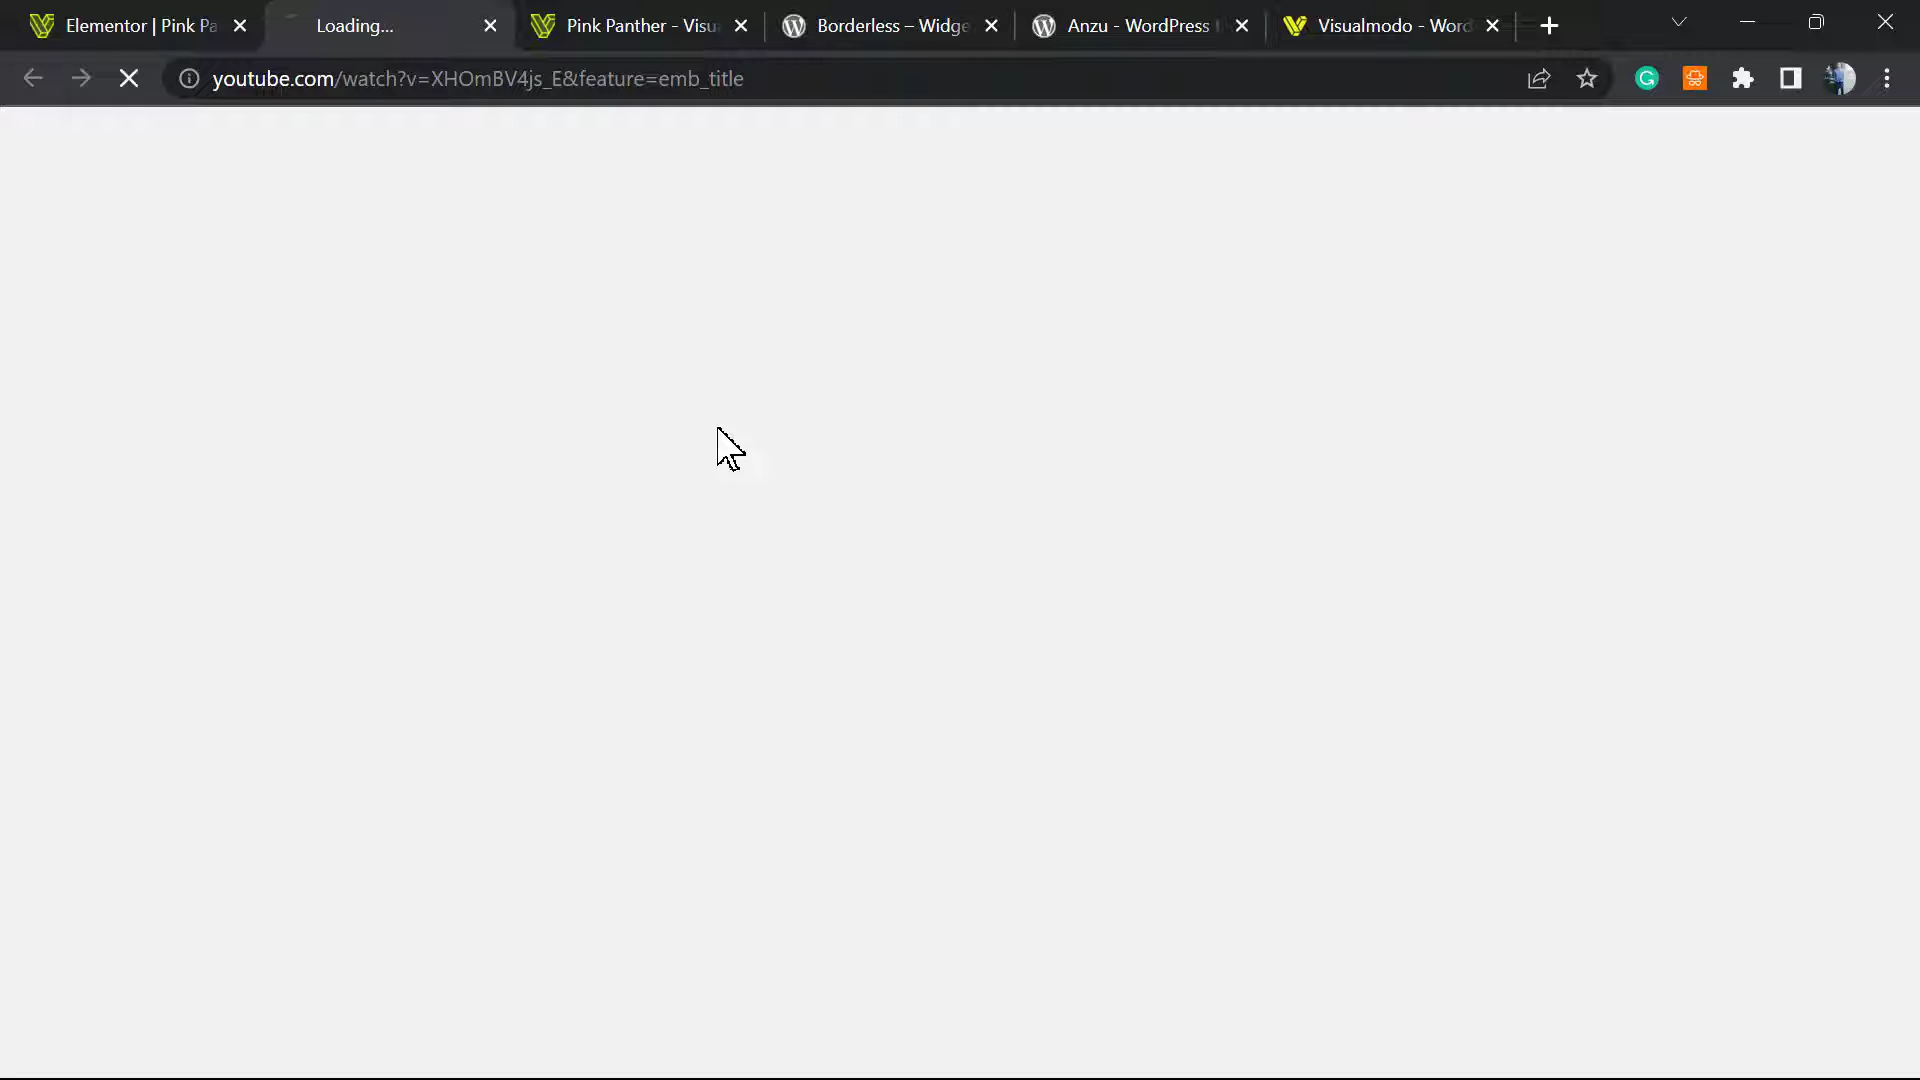 Elementor | Pink Pa
Loading...
Pink Panther - Visu
Borderless – Widge
Anzu - WordPress
Visualmodo - Word
youtube.com/watch?v=XHOmBV4js_E&feature=emb_title